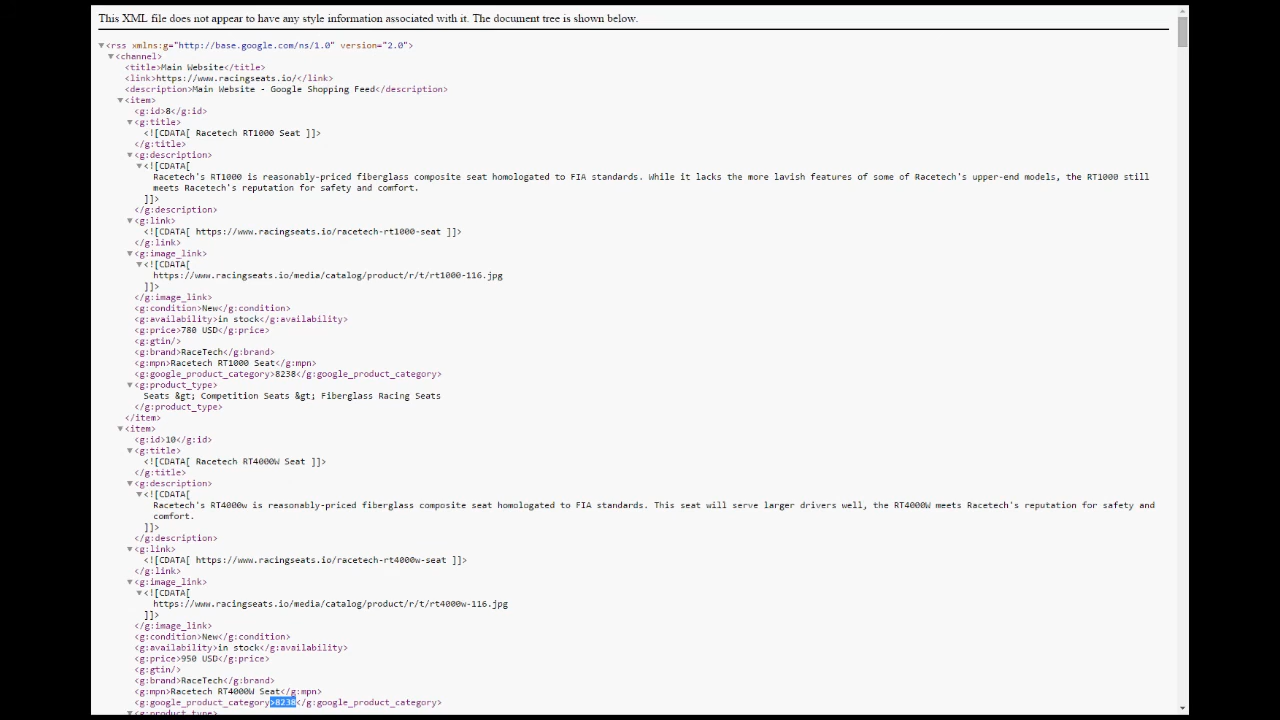 This XML file does not appear to have any style information associated with it. The document tree is shown below.
▼<rss xmlns:g="http://base.google.com/ns/1.0" version="2.0">
▼<channel>
<title>Main Website</title>
<link>https://www.racingseats.io/</link>
<description>Main Website - Google Shopping Feed</description>
▼<item>
<g:id>8</g:id>
▼<g:title>
<![CDATA[ Racetech RT1000 Seat ]]>
</g:title>
▼<g:description>
▼<![CDATA[
Racetech's RT1000 is reasonably-priced fiberglass composite seat homologated to FIA standards. While it lacks the more lavish features of some of Racetech's upper-end models, the RT1000 still
meets Racetech's reputation for safety and comfort.
]]>
</g:description>
▼<g:link>
<![CDATA[ https://www.racingseats.io/racetech-rt1000-seat ]]>
</g:link>
▼<g:image_link>
▼<![CDATA[
https://www.racingseats.io/media/catalog/product/r/t/rt1000-116.jpg
]]>
</g:image_link>
<g:condition>New</g:condition>
<g:availability>in stock</g:availability>
<g:price>780 USD</g:price>
<g:gtin/>
<g:brand>RaceTech</g:brand>
<g:mpn>Racetech RT1000 Seat</g:mpn>
<g:google_product_category>8238</g:google_product_category>
▼<g:product_type>
Seats &gt; Competition Seats &gt; Fiberglass Racing Seats
</g:product_type>
</item>
▼<item>
<g:id>10</g:id>
▼<g:title>
<![CDATA[ Racetech RT4000W Seat ]]>
</g:title>
▼<g:description>
▼<![CDATA[
Racetech's RT4000w is reasonably-priced fiberglass composite seat homologated to FIA standards. This seat will serve larger drivers well, the RT4000W meets Racetech's reputation for safety and
comfort.
]]>
</g:description>
▼<g:link>
<![CDATA[ https://www.racingseats.io/racetech-rt4000w-seat ]]>
</g:link>
▼<g:image_link>
▼<![CDATA[
https://www.racingseats.io/media/catalog/product/r/t/rt4000w-116.jpg
]]>
</g:image_link>
<g:condition>New</g:condition>
<g:availability>in stock</g:availability>
<g:price>950 USD</g:price>
<g:gtin/>
<g:brand>RaceTech</g:brand>
<g:mpn>Racetech RT4000W Seat</g:mpn>
<g:google_product_category>8238</g:google_product_category>
▼<g:product_type>